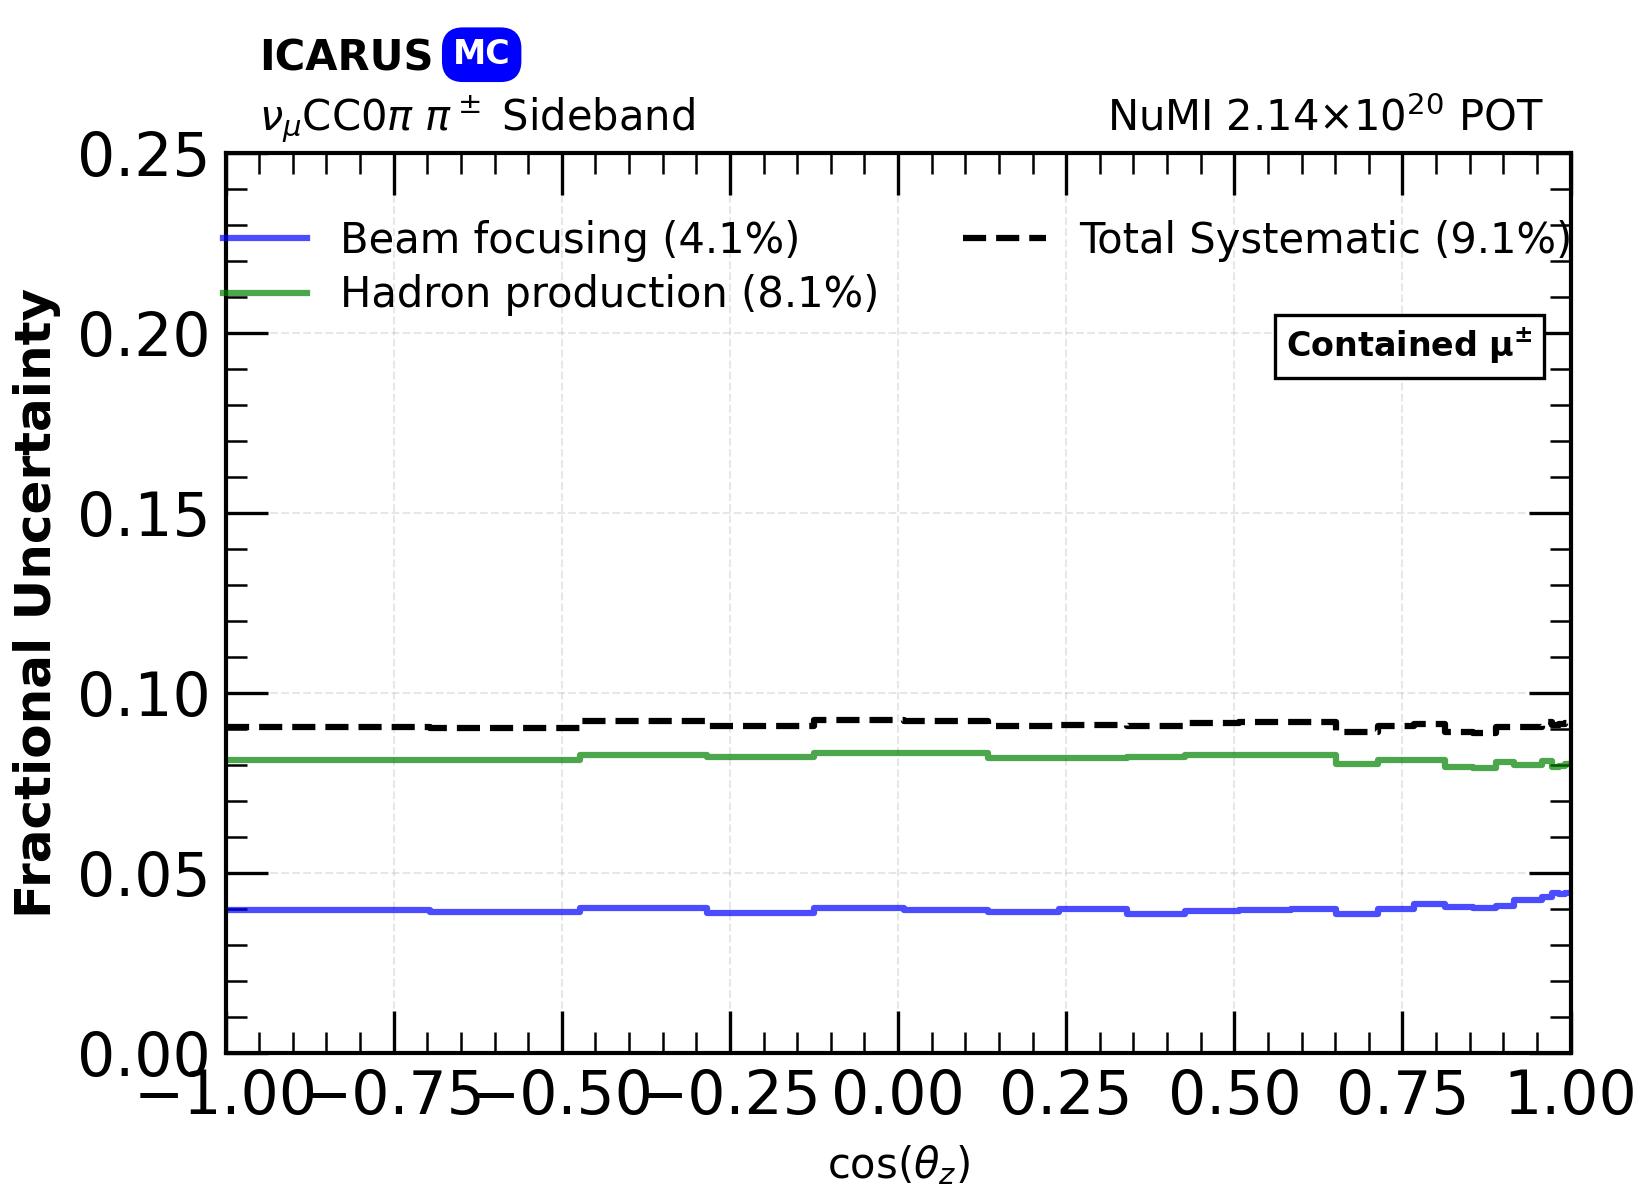 ICARUS MC
νμCC0π π± Sideband
NuMI 2.14×10²⁰ POT
0.25
0.20
0.15
0.10
0.05
0.00
Fractional Uncertainty
Beam focusing (4.1%)
Hadron production (8.1%)
Total Systematic (9.1%)
Contained μ±
−1.00 −0.75 −0.50 −0.25 0.00 0.25 0.50 0.75 1.00
cos(θz)